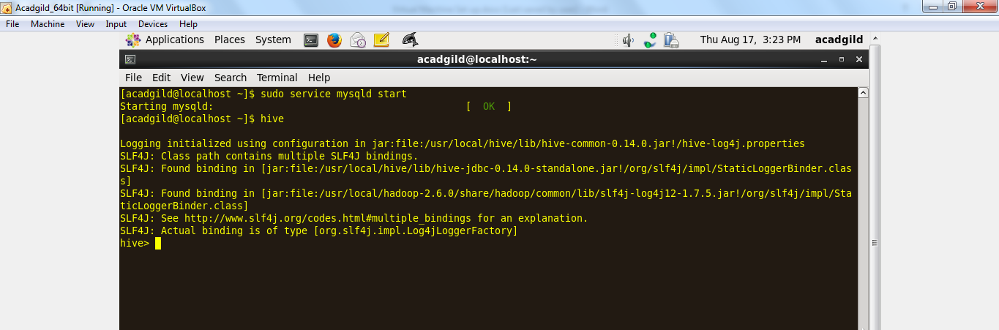 Acadgild_64bit [Running] - Oracle VM VirtualBox
File Machine View Input Devices Help
Applications Places System Thu Aug 17, 3:23 PM acadgild
acadgild@localhost:~
File Edit View Search Terminal Help
[acadgild@localhost ~]$ sudo service mysqld start
Starting mysqld: [ OK ]
[acadgild@localhost ~]$ hive
Logging initialized using configuration in jar:file:/usr/local/hive/lib/hive-common-0.14.0.jar!/hive-log4j.properties
SLF4J: Class path contains multiple SLF4J bindings.
SLF4J: Found binding in [jar:file:/usr/local/hive/lib/hive-jdbc-0.14.0-standalone.jar!/org/slf4j/impl/StaticLoggerBinder.clas
s]
SLF4J: Found binding in [jar:file:/usr/local/hadoop-2.6.0/share/hadoop/common/lib/slf4j-log4j12-1.7.5.jar!/org/slf4j/impl/Sta
ticLoggerBinder.class]
SLF4J: See http://www.slf4j.org/codes.html#multiple_bindings for an explanation.
SLF4J: Actual binding is of type [org.slf4j.impl.Log4jLoggerFactory]
hive>